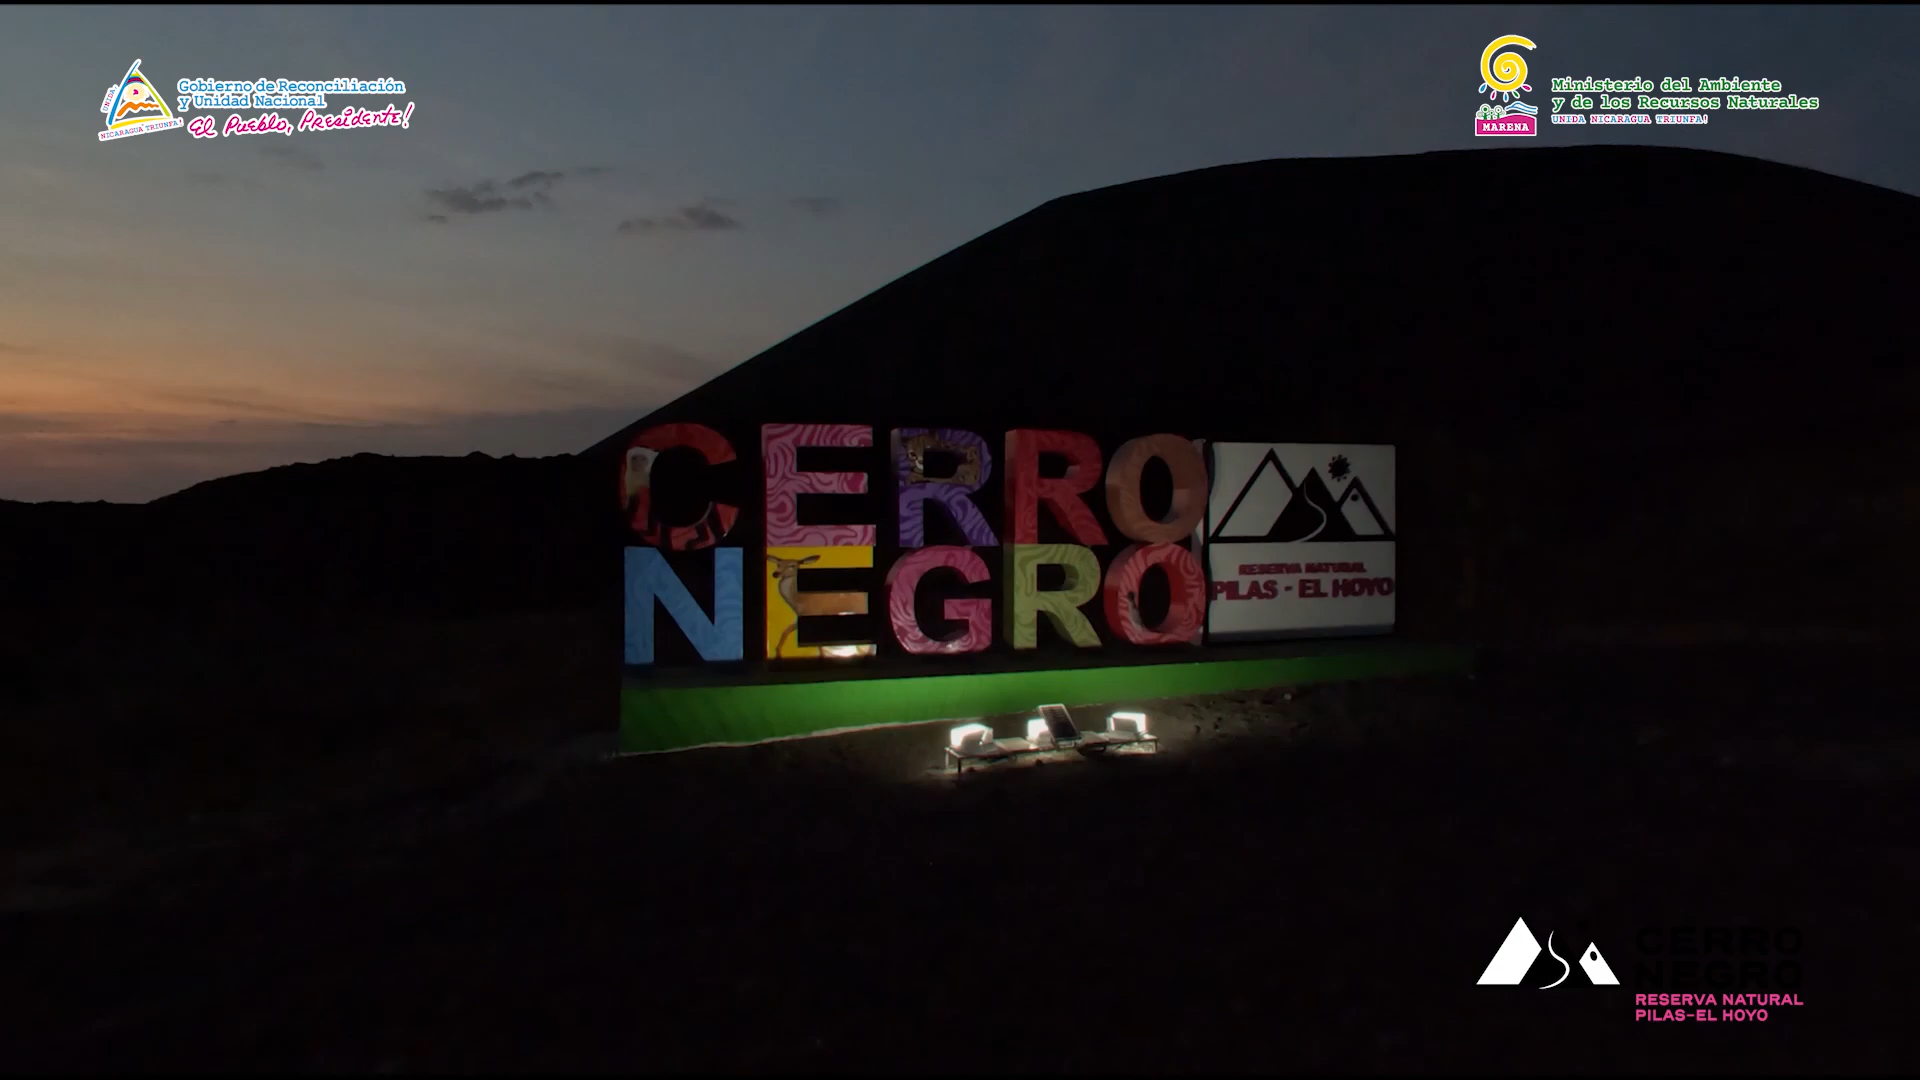 UNIDA,
NICARAGUA TRIUNFA!
Gobierno de Reconciliación
y Unidad Nacional
El Pueblo, Presidente!
MARENA
Ministerio del Ambiente
y de los Recursos Naturales
UNIDA NICARAGUA TRIUNFA!
CERRO
NEGRO
RESERVA NATURAL
PILAS - EL HOYO
CERRO
NEGRO
RESERVA NATURAL
PILAS-EL HOYO